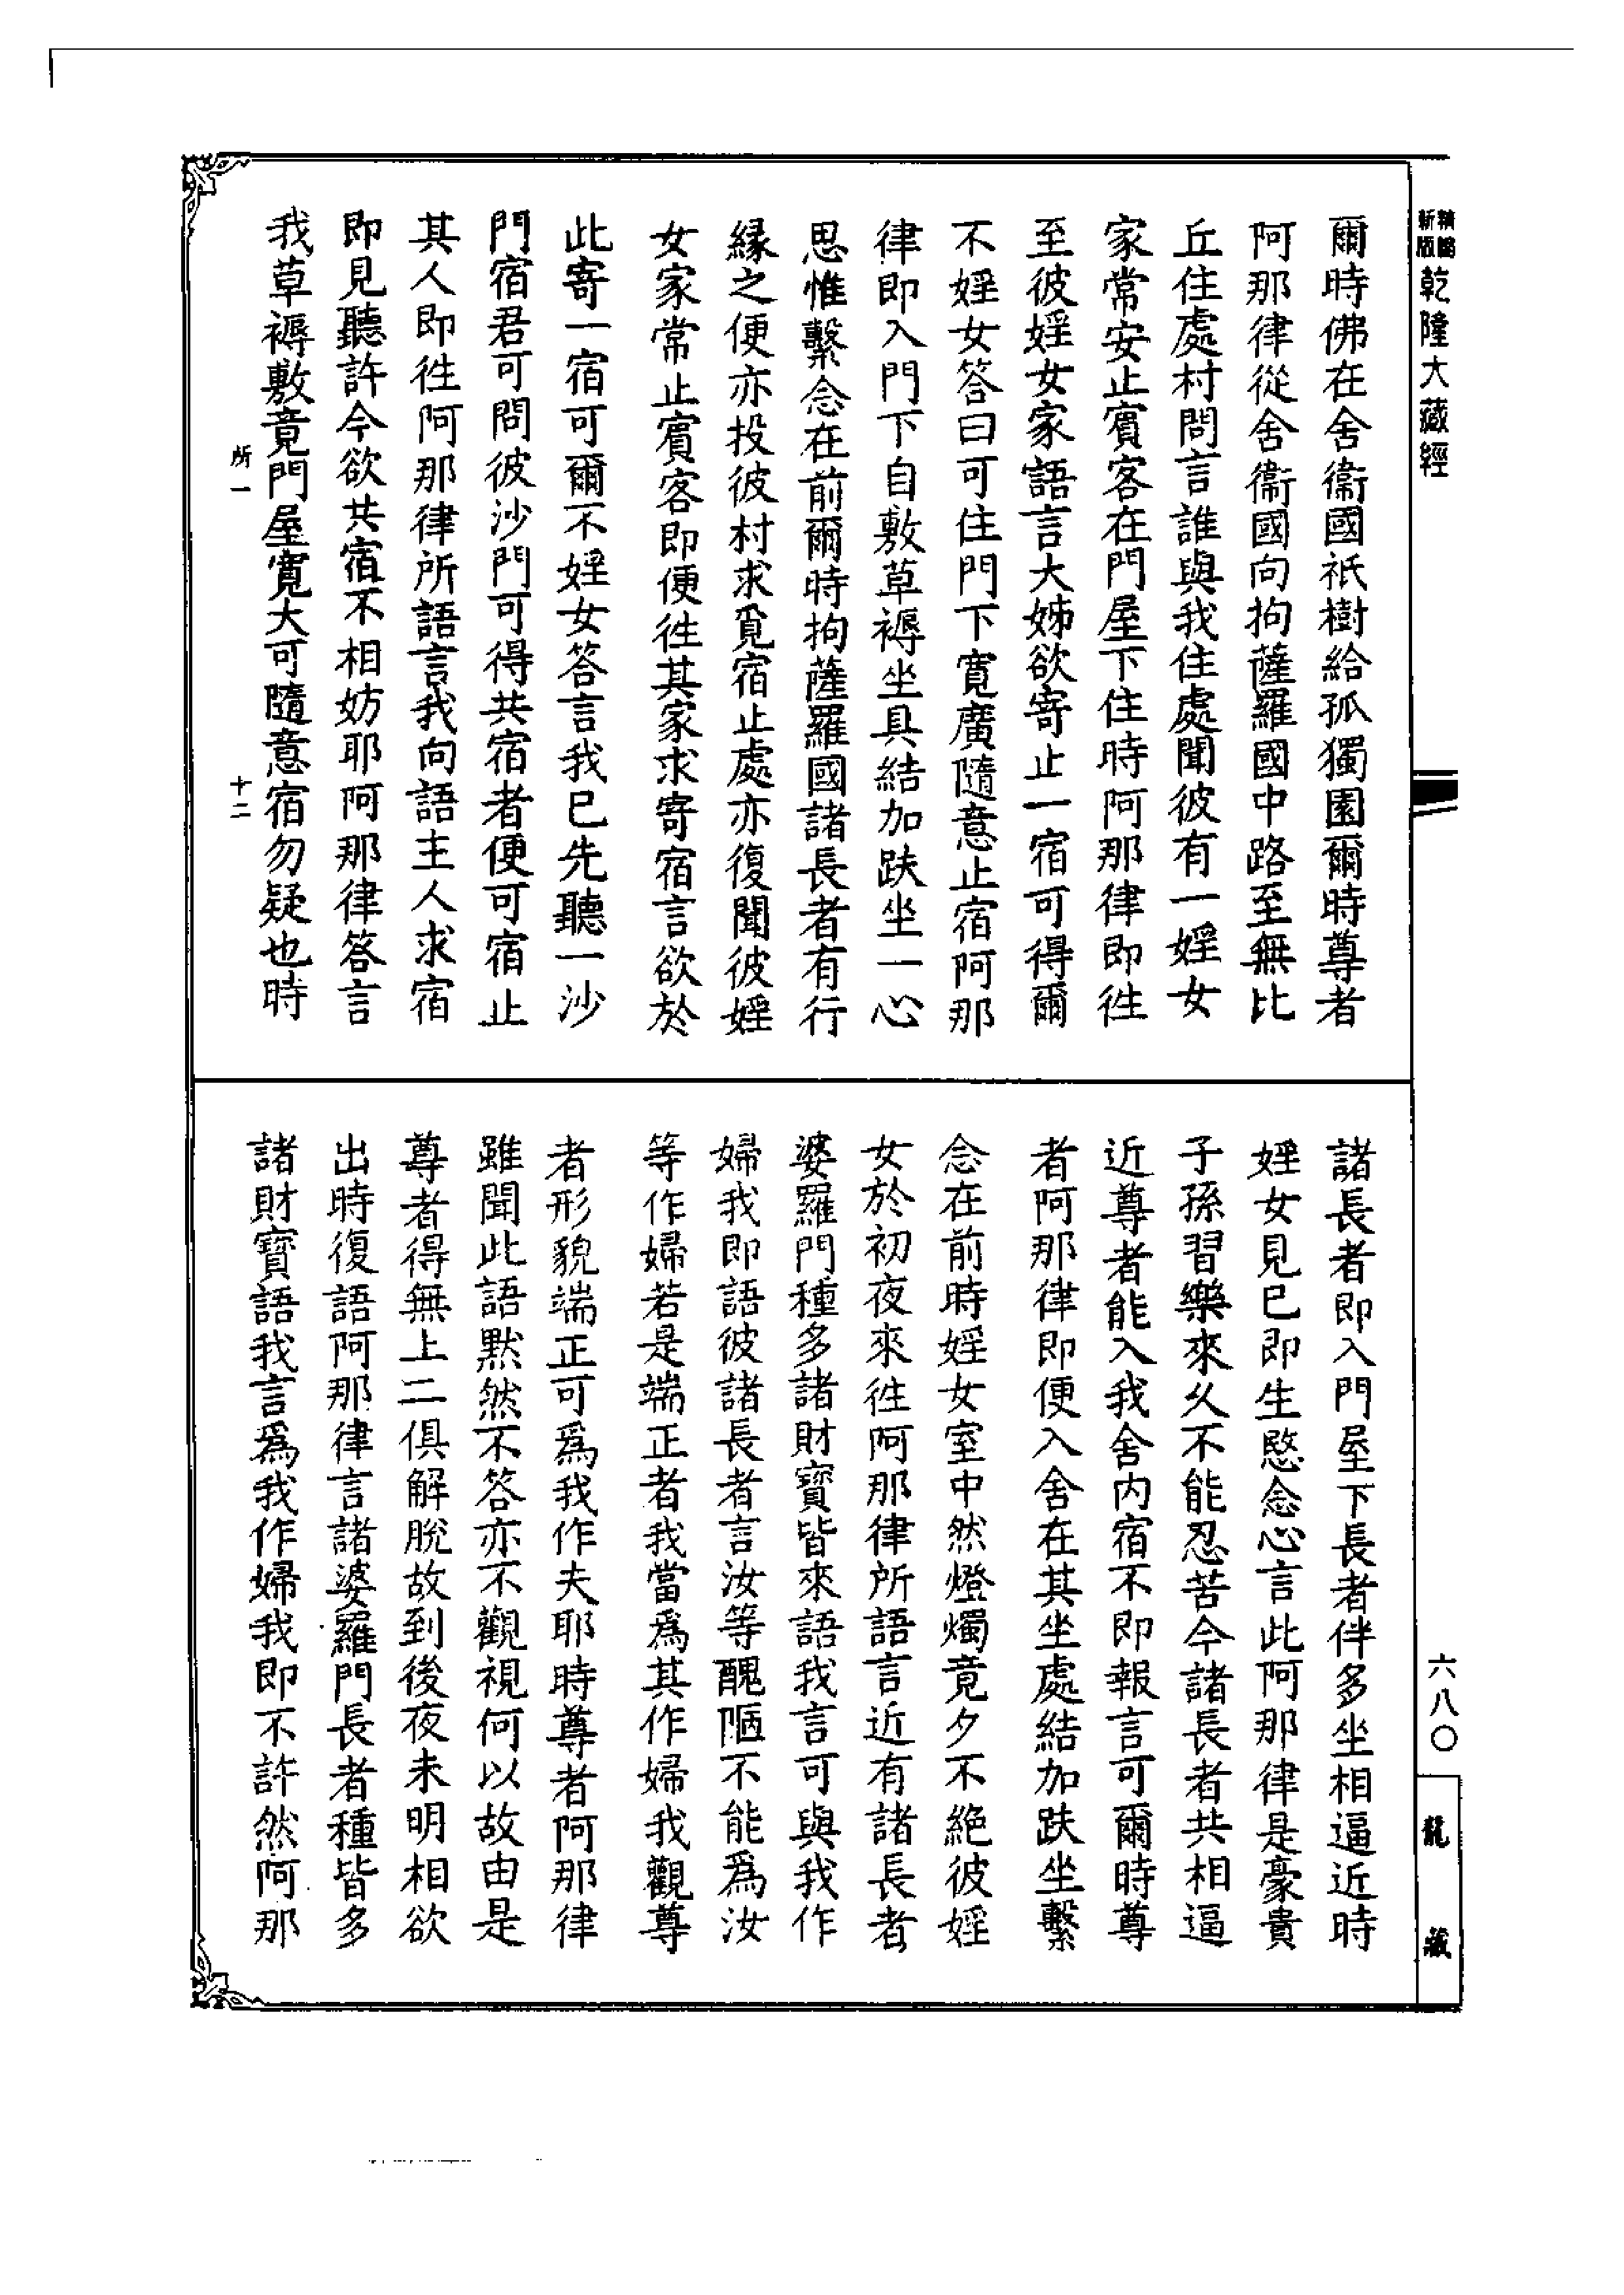 精縮
新版
乾隆大藏經
爾時佛在舍衞國祇樹給孤獨園爾時尊者
阿那律從舍衞國向拘薩羅國中路至無比
丘住處村問言誰與我住處聞彼有一婬女
家常安止賓客在門屋下住時阿那律即徃
至彼婬女家語言大姊欲寄止一宿可得爾
不婬女答曰可住門下寬廣隨意止宿阿那
律即入門下自敷草褥坐具結加趺坐一心
思惟繫念在前爾時拘薩羅國諸長者有行
緣之便亦投彼村求覓宿止處亦復聞彼婬
女家常止賓客即便徃其家求寄宿言欲於
此寄一宿可爾不婬女答言我已先聽一沙
門宿君可問彼沙門可得共宿者便可宿止
其人即徃阿那律所語言我向語主人求宿
即見聽許今欲共宿不相妨耶阿那律答言
我草褥敷竟門屋寬大可隨意宿勿疑也時
所一
十二
諸長者即入門屋下長者伴多坐相逼近時
婬女見已即生愍念心言此阿那律是豪貴
子孫習樂來久不能忍苦今諸長者共相逼
近尊者能入我舍内宿不即報言可爾時尊
者阿那律即便入舍在其坐處結加趺坐繫
念在前時婬女室中然燈燭竟夕不絶彼婬
女於初夜來徃阿那律所語言近有諸長者
婆羅門種多諸財寶皆來語我言可與我作
婦我即語彼諸長者言汝等醜陋不能爲汝
等作婦若是端正者我當爲其作婦我觀尊
者形貌端正可爲我作夫耶時尊者阿那律
雖聞此語默然不答亦不觀視何以故由是
尊者得無上二俱解脫故到後夜未明相欲
出時復語阿那律言諸婆羅門長者種皆多
諸財寶語我言爲我作婦我即不許然阿那
六八〇
龍藏